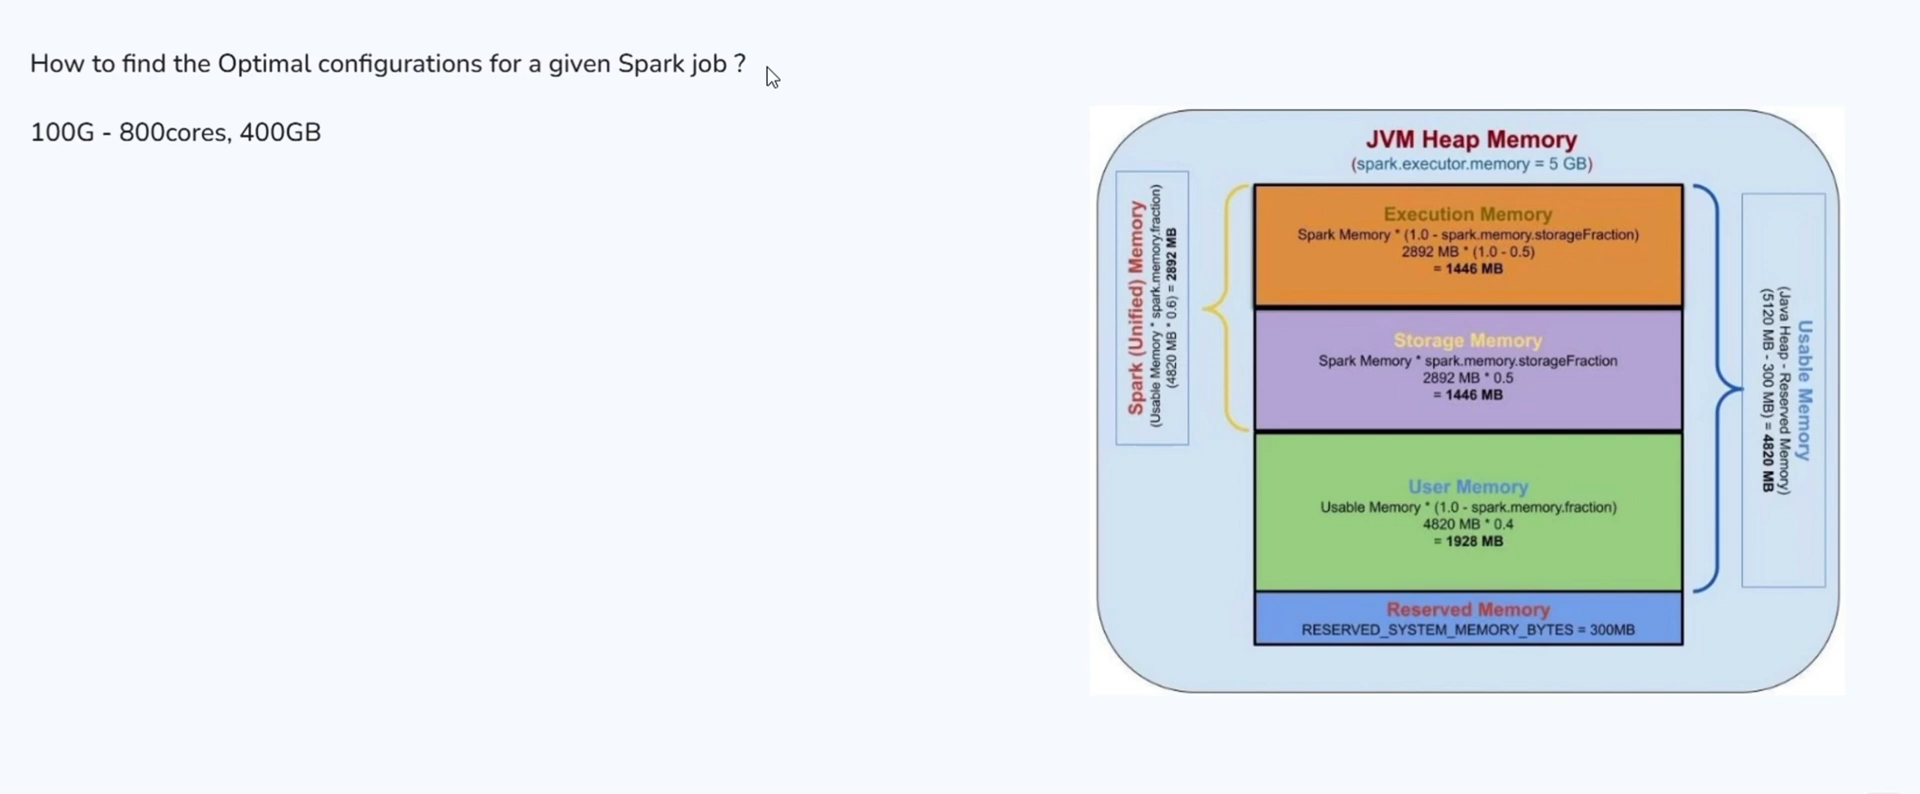 How to find the Optimal configurations for a given Spark job ?
100G - 800cores, 400GB
JVM Heap Memory
(spark.executor.memory = 5 GB)
Spark (Unified) Memory
(Usable Memory * spark.memory.fraction)
(4820 MB * 0.6) = 2892 MB
Execution Memory
Spark Memory * (1.0 - spark.memory.storageFraction)
2892 MB * (1.0 - 0.5)
= 1446 MB
Storage Memory
Spark Memory * spark.memory.storageFraction
2892 MB * 0.5
= 1446 MB
User Memory
Usable Memory * (1.0 - spark.memory.fraction)
4820 MB * 0.4
= 1928 MB
Reserved Memory
RESERVED_SYSTEM_MEMORY_BYTES = 300MB
Usable Memory
(Java Heap - Reserved Memory)
(5120 MB - 300 MB) = 4820 MB